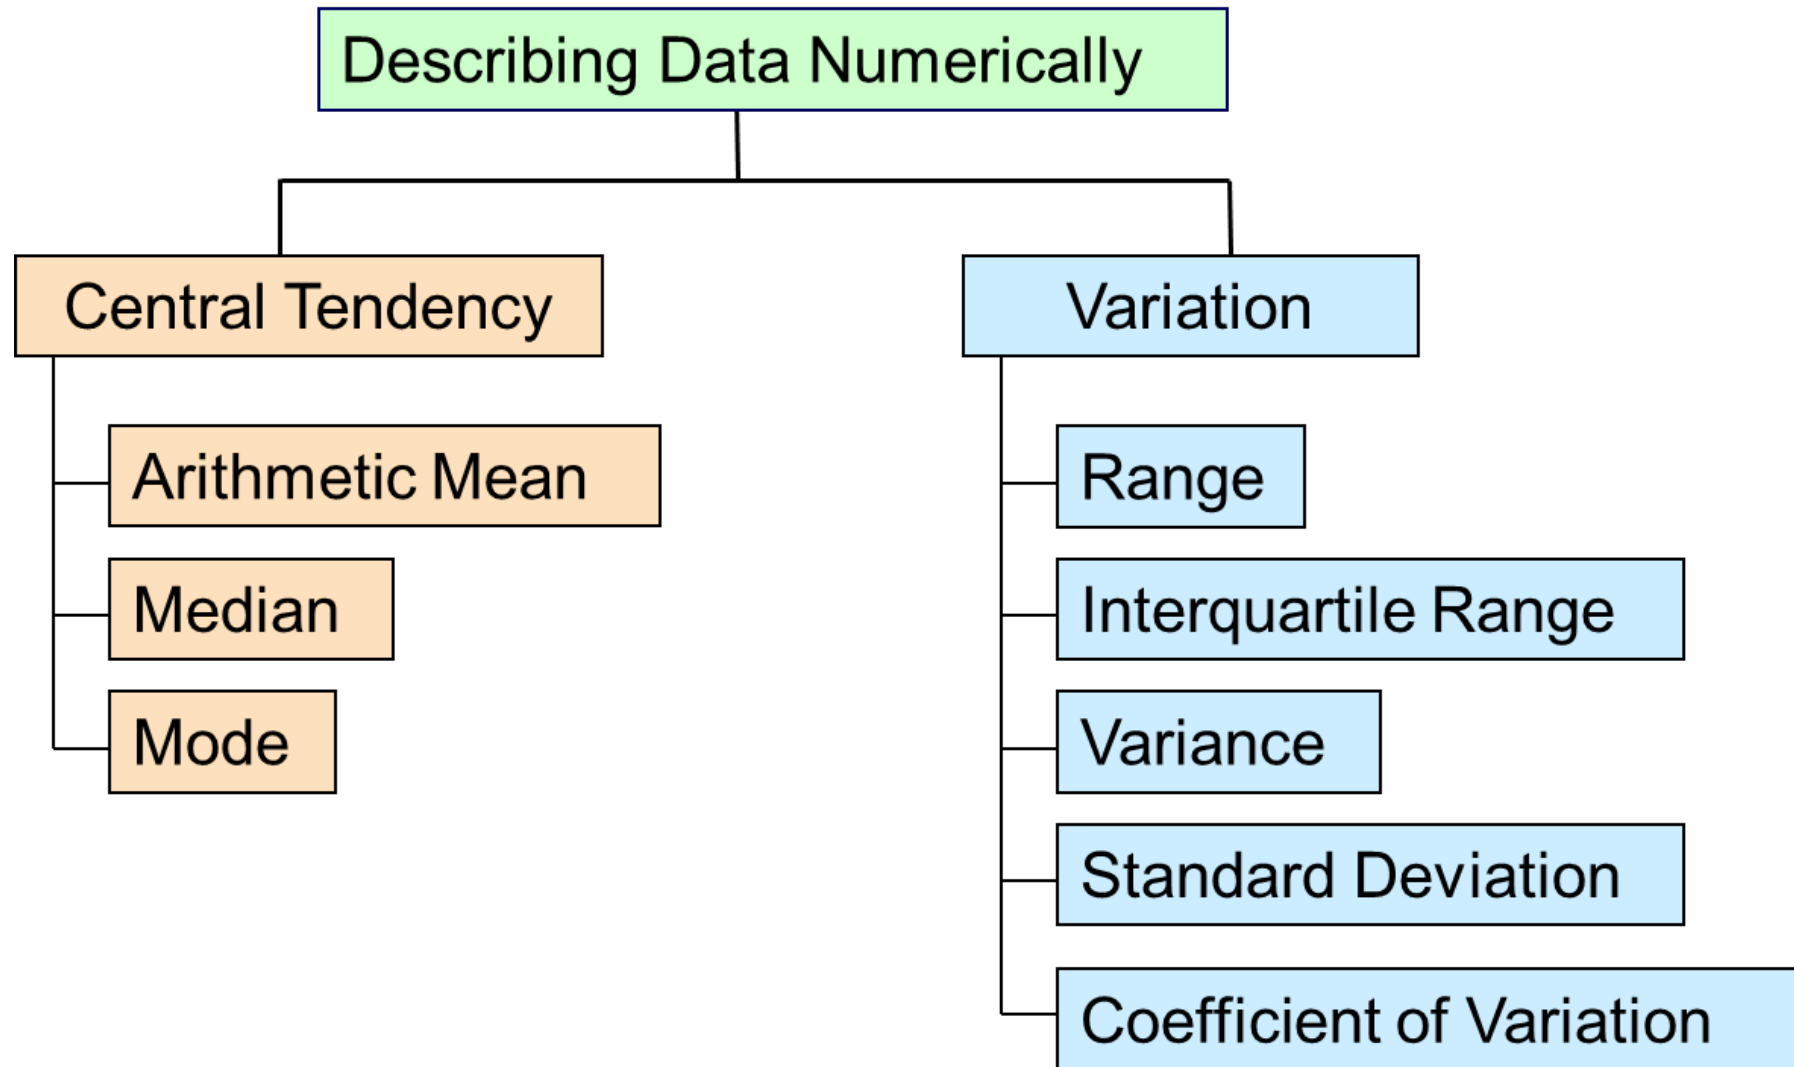 Describing Data Numerically
Central Tendency
Arithmetic Mean
Median
Mode
Variation
Range
Interquartile Range
Variance
Standard Deviation
Coefficient of Variation